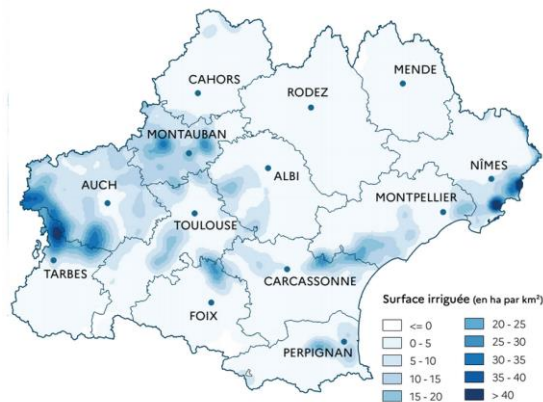 CAHORS
MENDE
RODEZ
MONTAUBAN
ALBI
NÎMES
AUCH
MONTPELLIER
TOULOUSE
TARBES
CARCASSONNE
FOIX
PERPIGNAN
Surface irriguée (en ha par km²)
<= 0
0 - 5
5 - 10
10 - 15
15 - 20
20 - 25
25 - 30
30 - 35
35 - 40
> 40